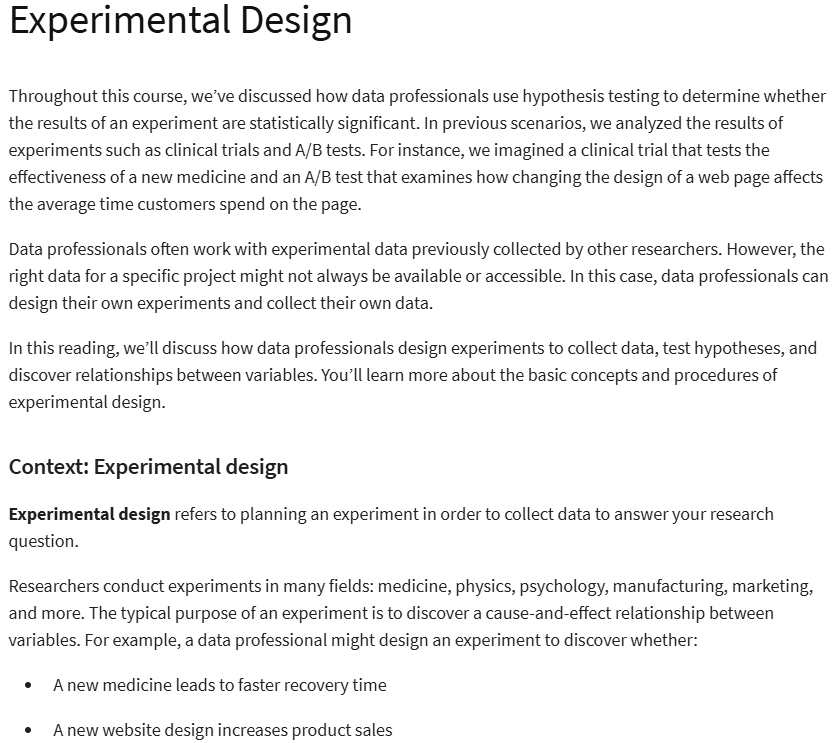 Experimental Design
Throughout this course, we’ve discussed how data professionals use hypothesis testing to determine whether
the results of an experiment are statistically significant. In previous scenarios, we analyzed the results of
experiments such as clinical trials and A/B tests. For instance, we imagined a clinical trial that tests the
effectiveness of a new medicine and an A/B test that examines how changing the design of a web page affects
the average time customers spend on the page.
Data professionals often work with experimental data previously collected by other researchers. However, the
right data for a specific project might not always be available or accessible. In this case, data professionals can
design their own experiments and collect their own data.
In this reading, we’ll discuss how data professionals design experiments to collect data, test hypotheses, and
discover relationships between variables. You’ll learn more about the basic concepts and procedures of
experimental design.
Context: Experimental design
Experimental design refers to planning an experiment in order to collect data to answer your research
question.
Researchers conduct experiments in many fields: medicine, physics, psychology, manufacturing, marketing,
and more. The typical purpose of an experiment is to discover a cause-and-effect relationship between
variables. For example, a data professional might design an experiment to discover whether:
• A new medicine leads to faster recovery time
• A new website design increases product sales